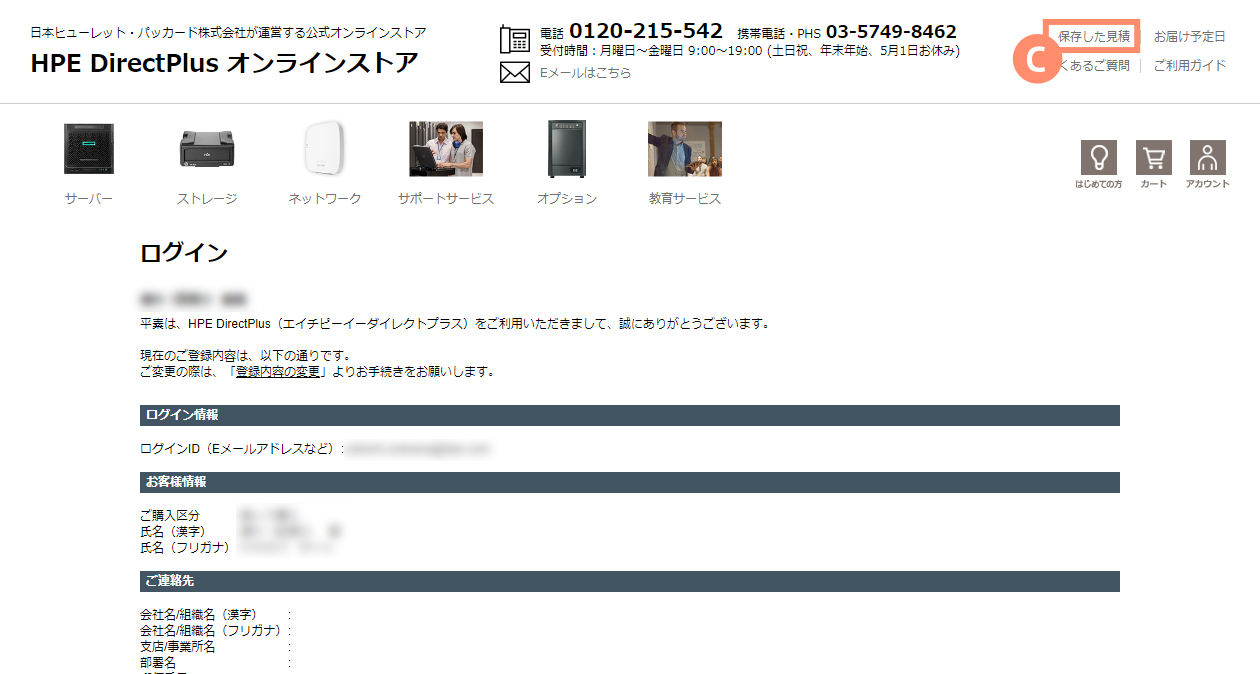 日本ヒューレット・パッカード株式会社が運営する公式オンラインストア
HPE DirectPlus オンラインストア
電話 0120-215-542 携帯電話・PHS 03-5749-8462
受付時間：月曜日～金曜日 9:00～19:00 (土日祝、年末年始、5月1日お休み)
Eメールはこちら
保存した見積 | お届け予定日
C
くあるご質問 | ご利用ガイド
サーバー
ストレージ
ネットワーク
サポートサービス
オプション
教育サービス
はじめての方
カート
アカウント
ログイン
平素は、HPE DirectPlus（エイチピーイーダイレクトプラス）をご利用いただきまして、誠にありがとうございます。
現在のご登録内容は、以下の通りです。
ご変更の際は、「登録内容の変更」よりお手続きをお願いします。
ログイン情報
ログインID（Eメールアドレスなど）:
お客様情報
ご購入区分
氏名（漢字）
氏名（フリガナ）
ご連絡先
会社名/組織名（漢字） :
会社名/組織名（フリガナ） :
支店/事業所名 :
部署名 :